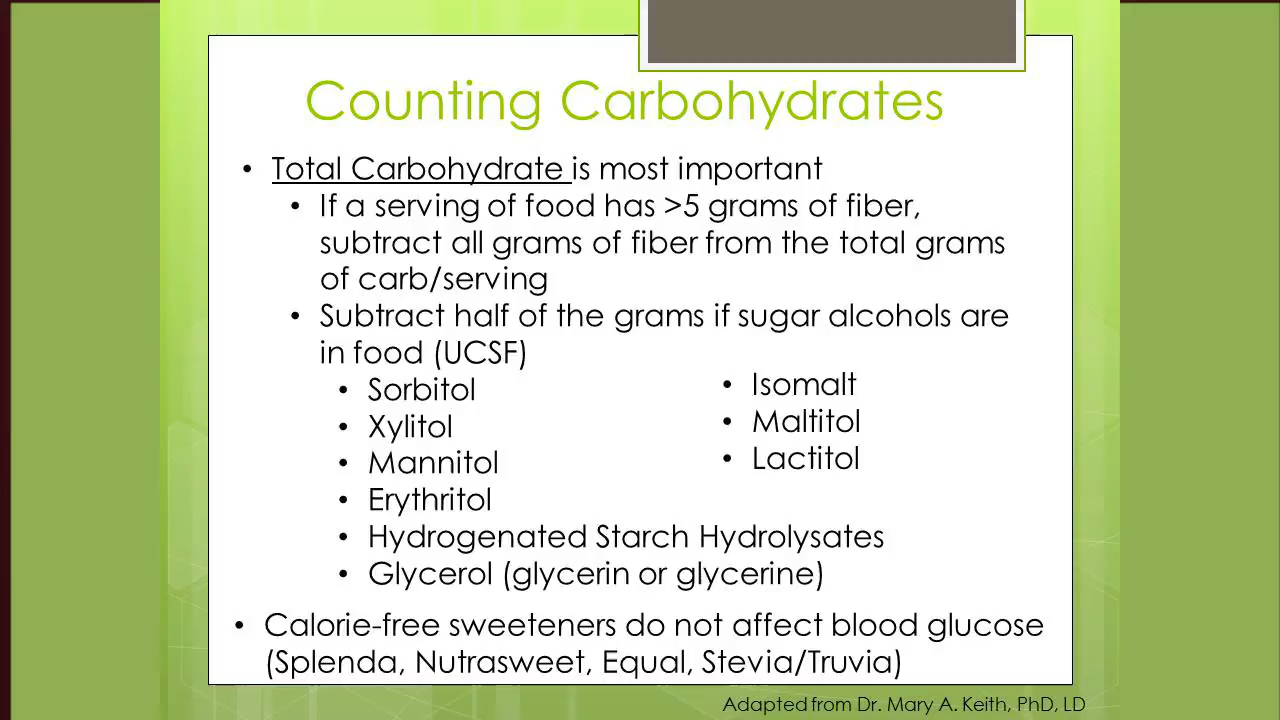 Counting Carbohydrates
• Total Carbohydrate is most important
• If a serving of food has >5 grams of fiber,
subtract all grams of fiber from the total grams
of carb/serving
• Subtract half of the grams if sugar alcohols are
in food (UCSF)
• Sorbitol
• Xylitol
• Mannitol
• Erythritol
• Hydrogenated Starch Hydrolysates
• Glycerol (glycerin or glycerine)
• Isomalt
• Maltitol
• Lactitol
• Calorie-free sweeteners do not affect blood glucose
(Splenda, Nutrasweet, Equal, Stevia/Truvia)
Adapted from Dr. Mary A. Keith, PhD, LD